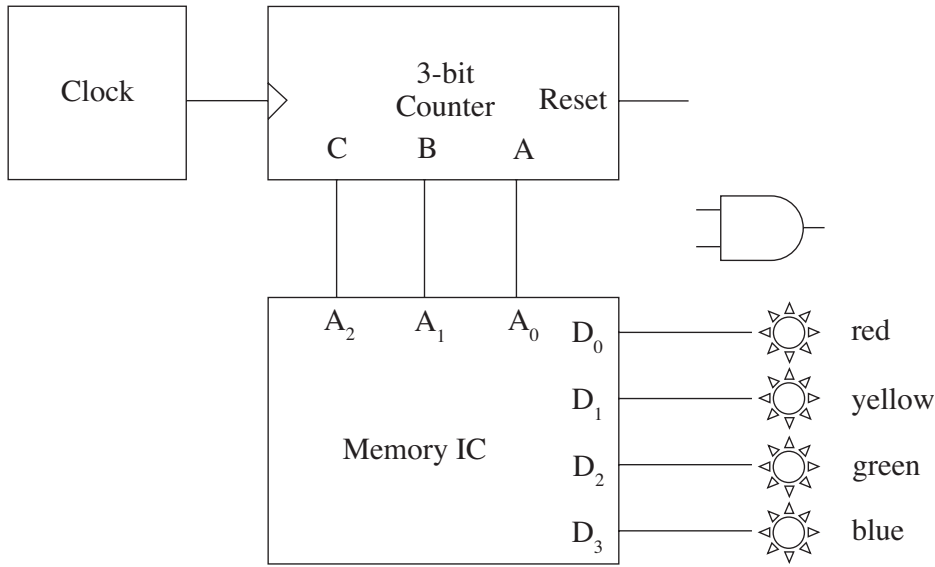 Clock
3-bit
Counter
Reset
C B A
A2 A1 A0
D0 red
D1 yellow
Memory IC
D2 green
D3 blue